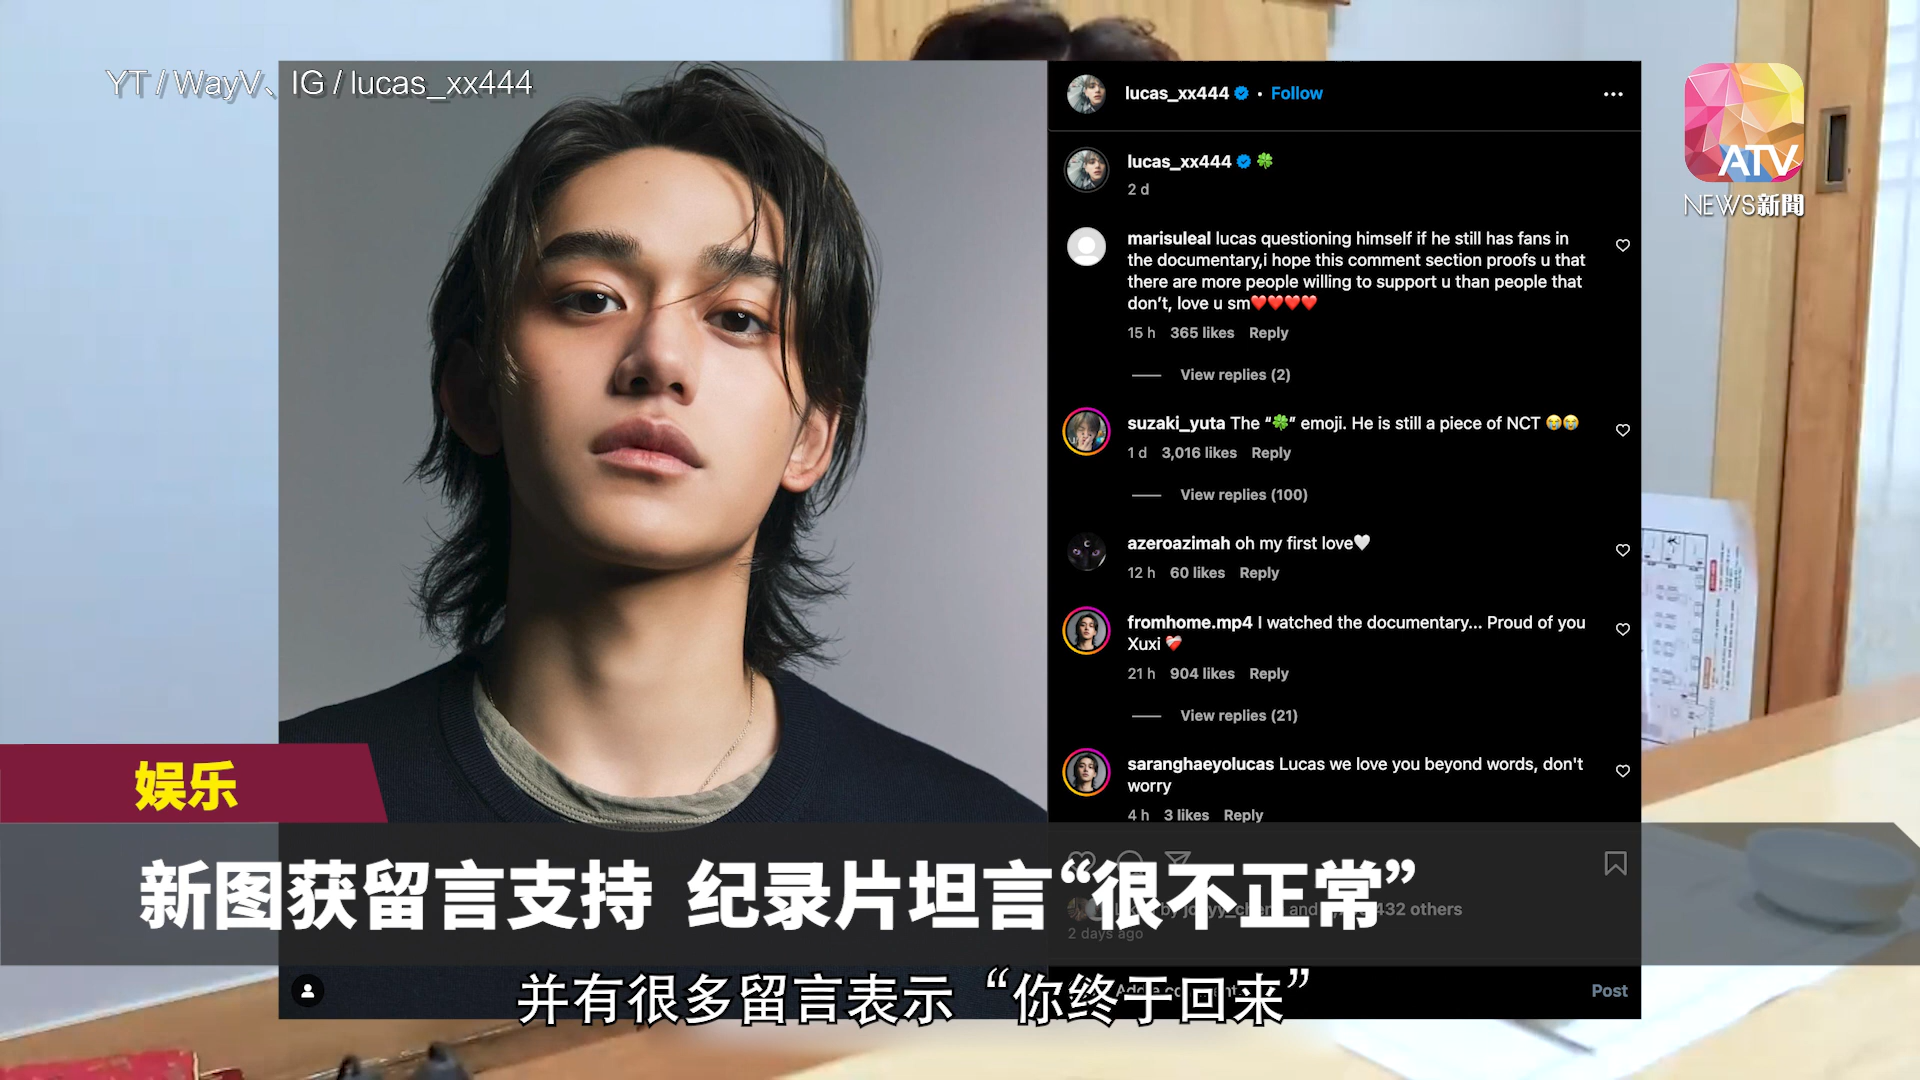 YT / WayV、IG / lucas_xx444
lucas_xx444 • Follow
ATV
NEWS新聞
lucas_xx444 🍀
2 d
marisuleal lucas questioning himself if he still has fans in
the documentary,i hope this comment section proofs u that
there are more people willing to support u than people that
don't, love u sm❤️❤️❤️❤️
15 h 365 likes Reply
View replies (2)
suzaki_yuta The “🍀” emoji. He is still a piece of NCT 😭😭
1 d 3,016 likes Reply
View replies (100)
azeroazimah oh my first love🤍
12 h 60 likes Reply
fromhome.mp4 I watched the documentary... Proud of you
Xuxi ❤️‍🩹
21 h 904 likes Reply
View replies (21)
saranghaeyolucas Lucas we love you beyond words, don't
worry
4 h 3 likes Reply
娱乐
新图获留言支持 纪录片坦言“很不正常”
and 432 others
2 days ago
Post
并有很多留言表示“你终于回来”